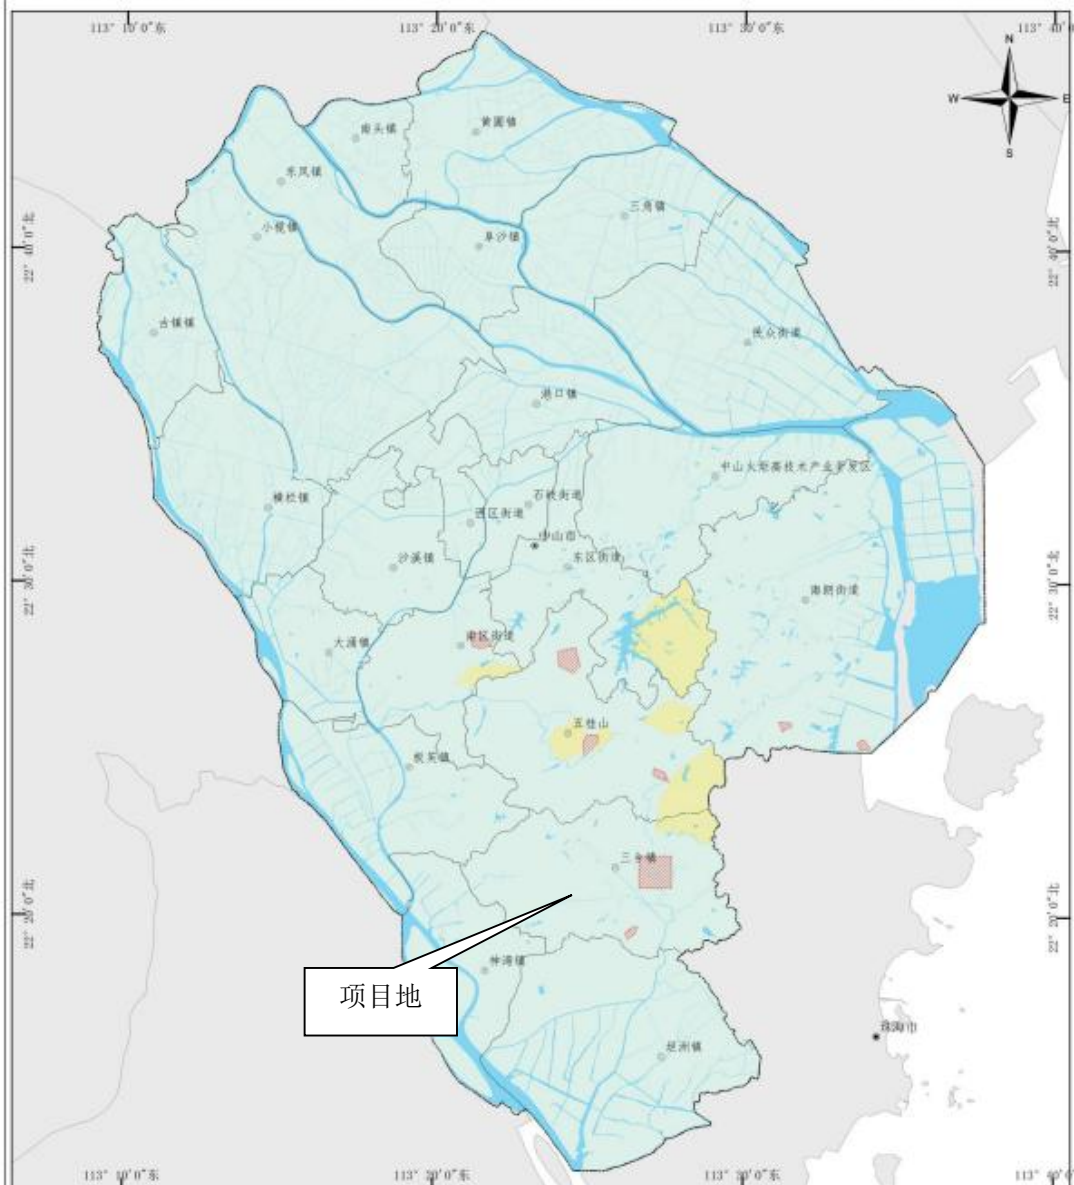 113° 10′0″东
113° 20′0″东
113° 30′0″东
113° 40′0″
N
W
E
S
南头镇
黄圃镇
东凤镇
三角镇
小榄镇
阜沙镇
22° 40′0″北
22° 40′0″北
古镇镇
民众街道
港口镇
中山火炬高技术产业开发区
横栏镇
石岐街道
西区街道
中山市
沙溪镇
东区街道
22° 30′0″北
22° 30′0″北
南朗街道
大涌镇
南区街道
五桂山
板芙镇
三乡镇
22° 20′0″北
22° 20′0″北
神湾镇
项目地
珠海市
坦洲镇
113° 10′0″东
113° 20′0″东
113° 30′0″东
113° 40′0″